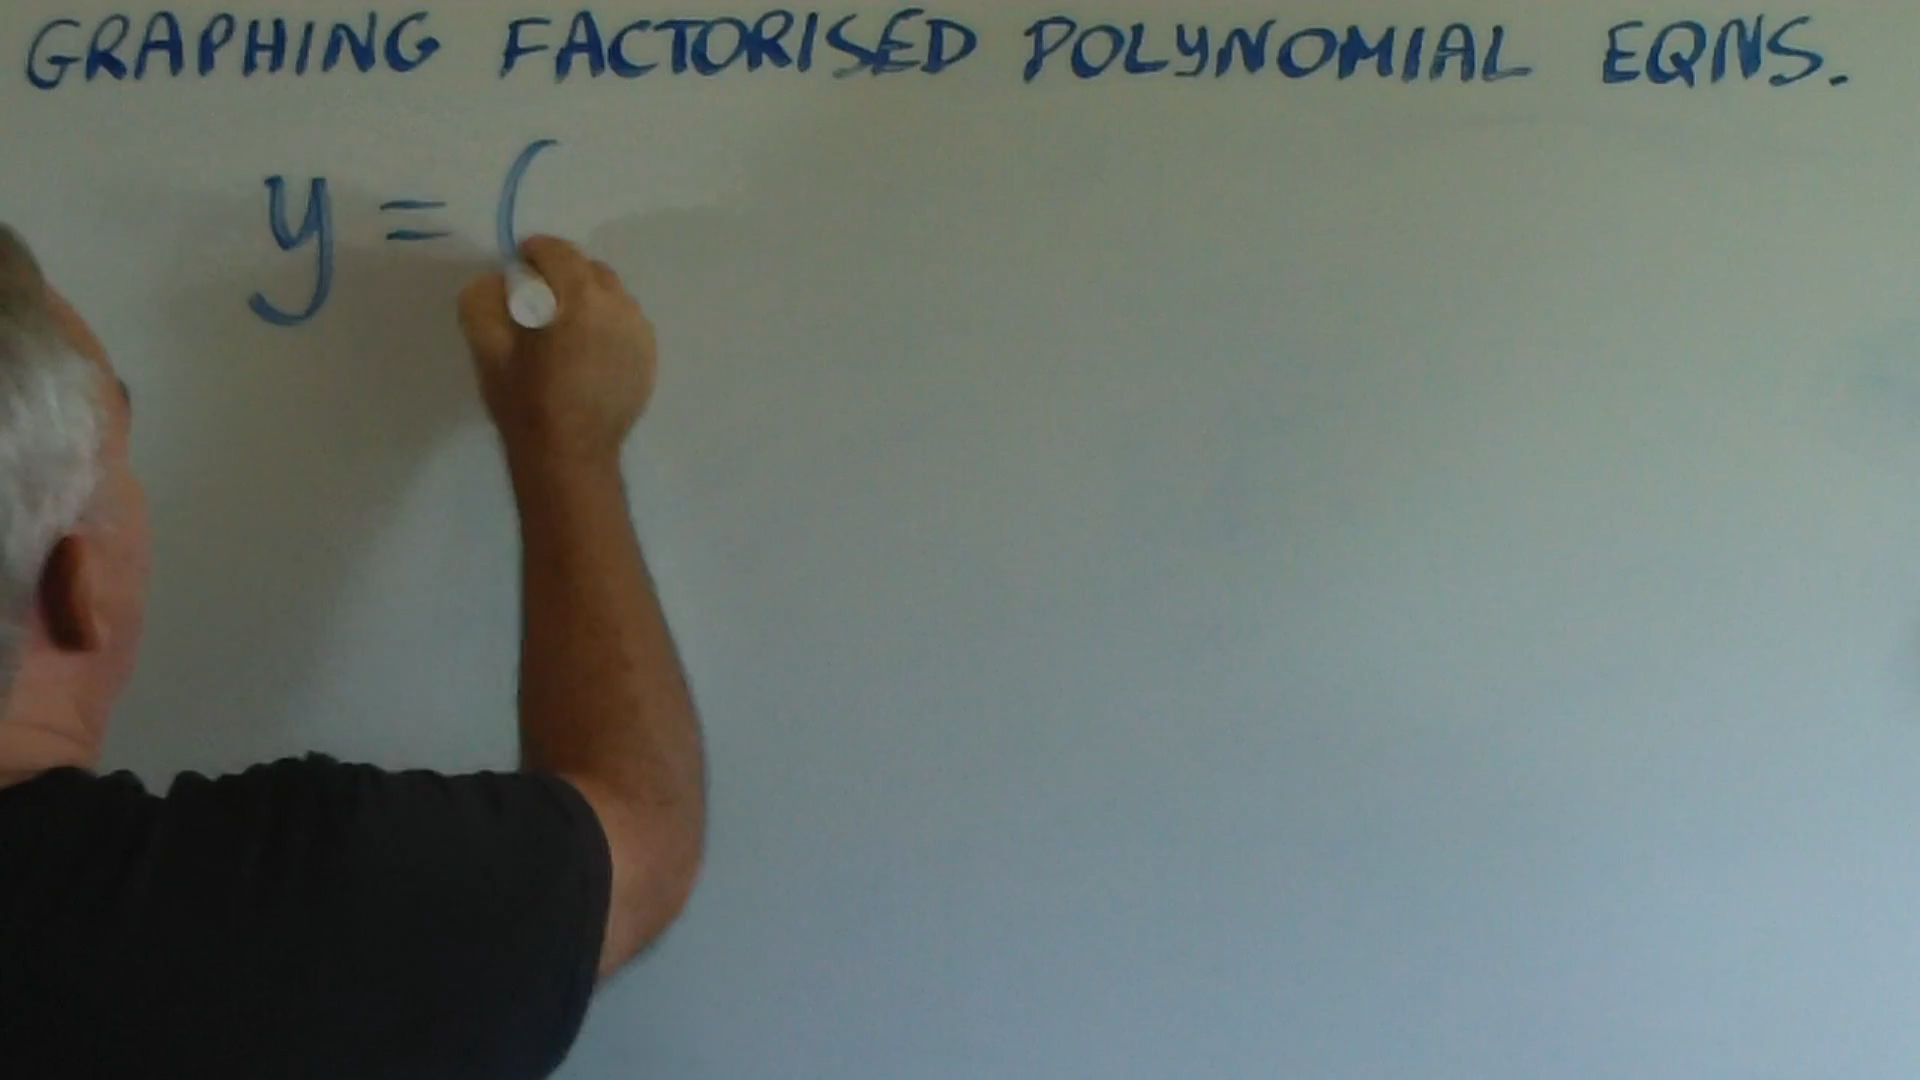 GRAPHING FACTORISED POLYNOMIAL EQNS.
y = (